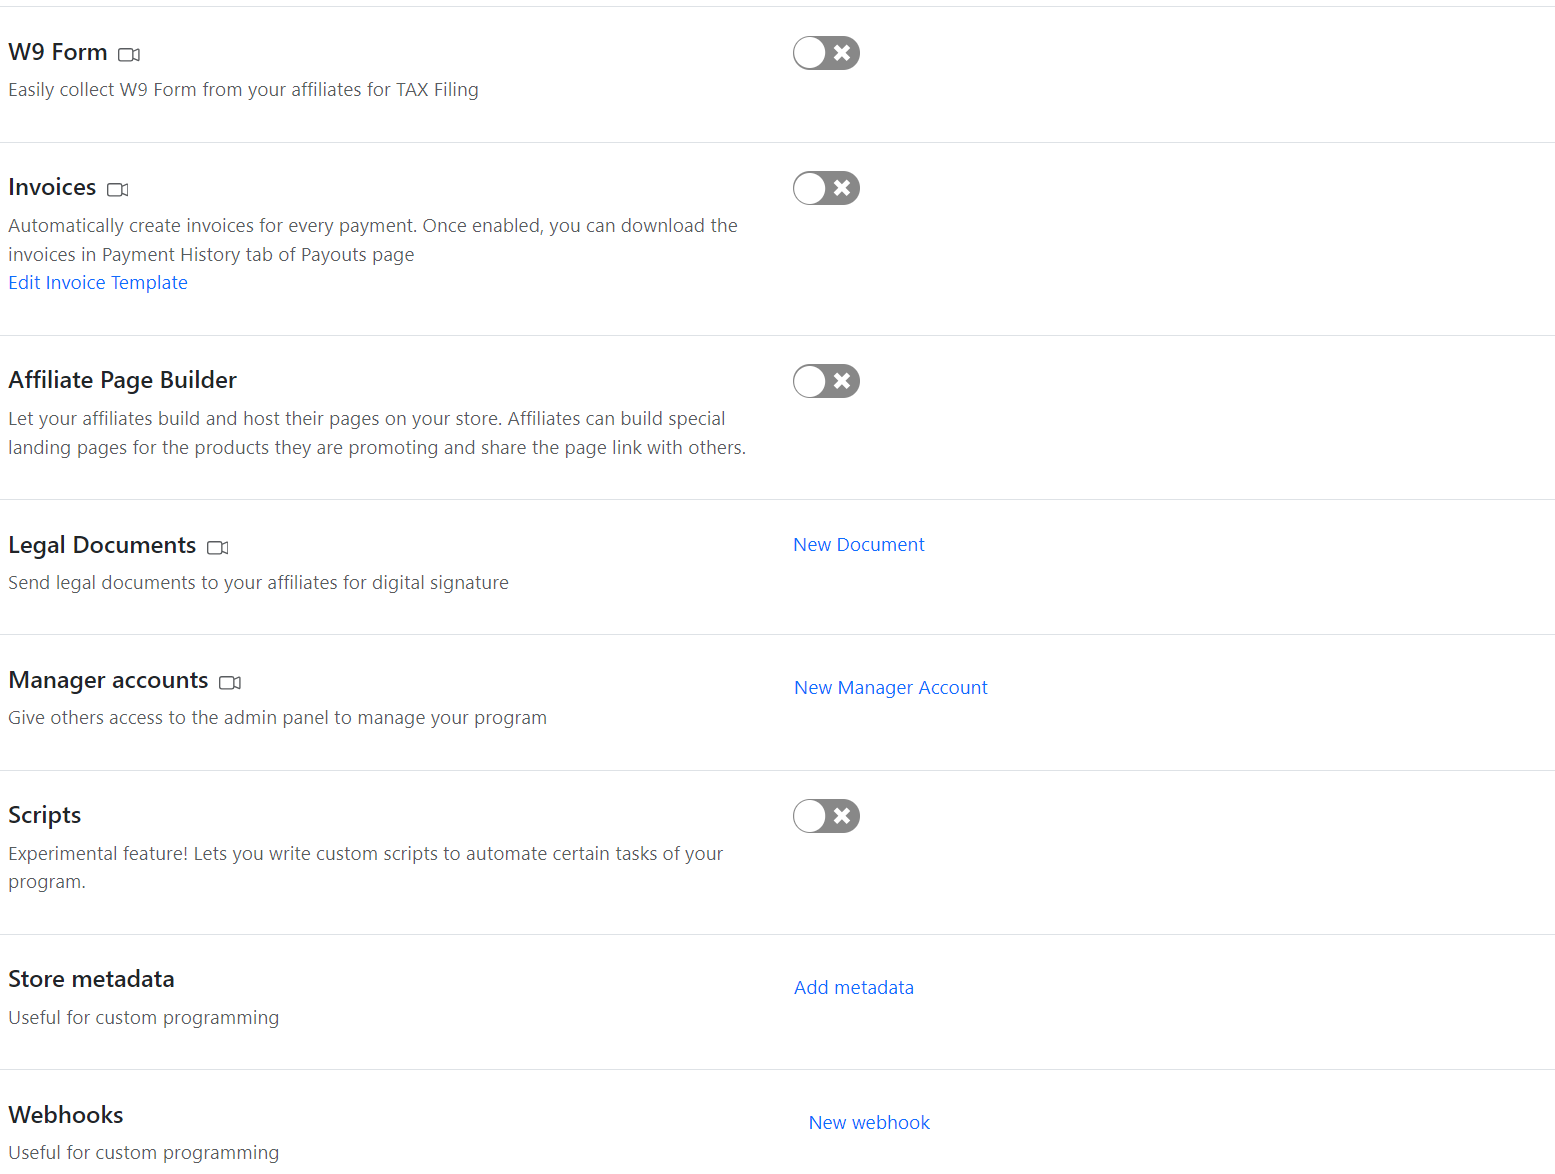 W9 Form
Easily collect W9 Form from your affiliates for TAX Filing
Invoices
Automatically create invoices for every payment. Once enabled, you can download the
invoices in Payment History tab of Payouts page
Edit Invoice Template
Affiliate Page Builder
Let your affiliates build and host their pages on your store. Affiliates can build special
landing pages for the products they are promoting and share the page link with others.
Legal Documents
New Document
Send legal documents to your affiliates for digital signature
Manager accounts
New Manager Account
Give others access to the admin panel to manage your program
Scripts
Experimental feature! Lets you write custom scripts to automate certain tasks of your
program.
Store metadata
Add metadata
Useful for custom programming
Webhooks
New webhook
Useful for custom programming